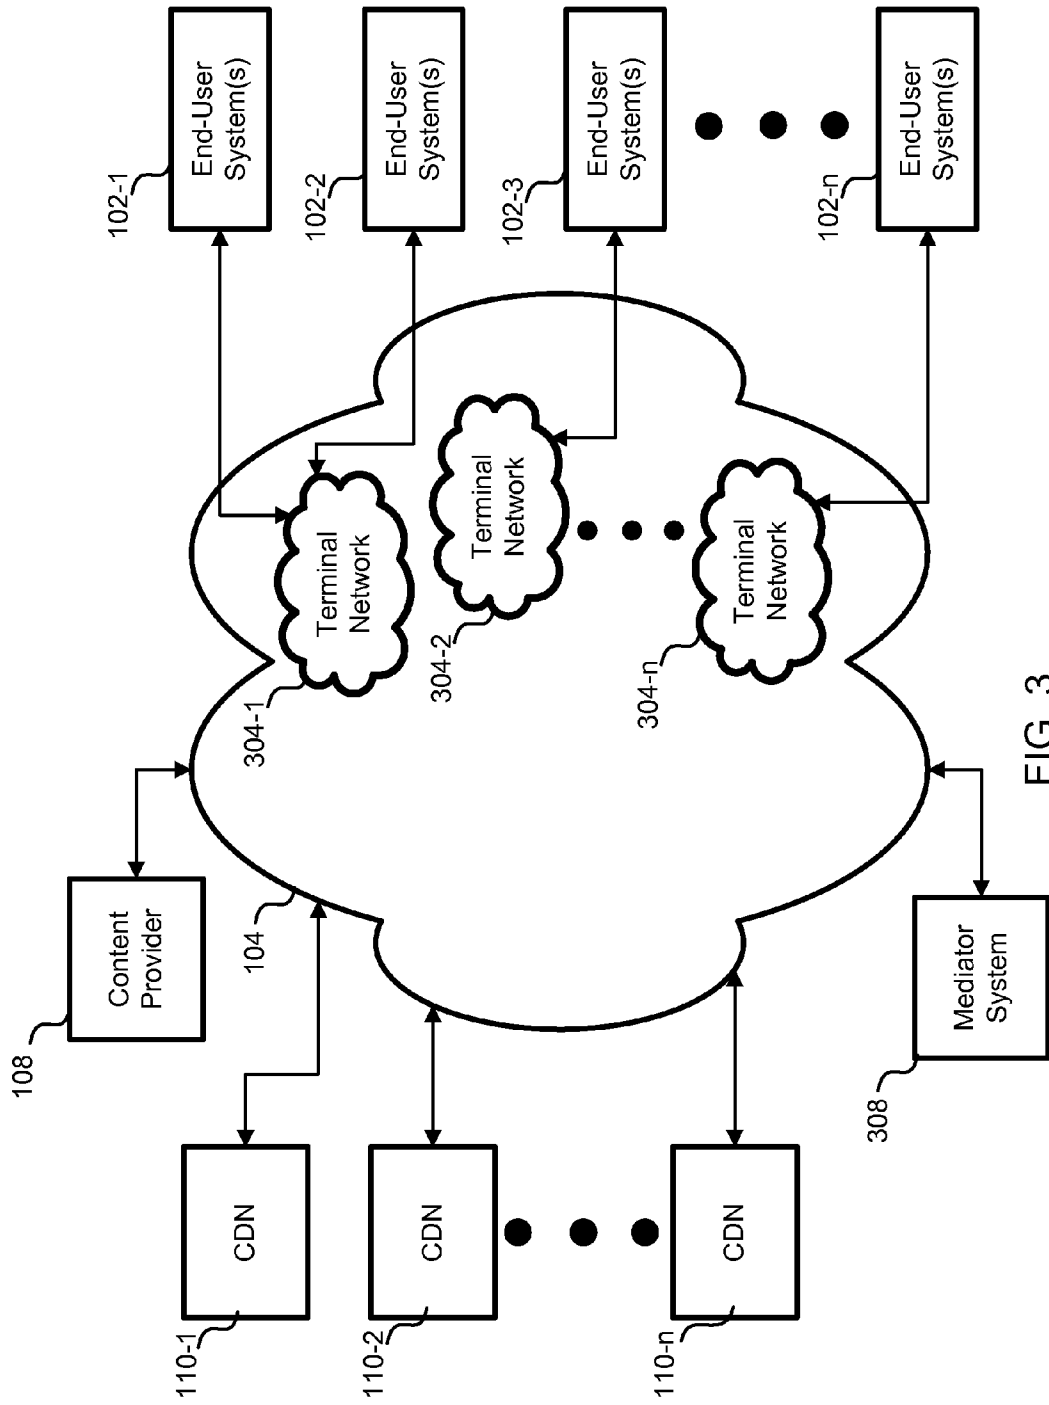 108
Content
Provider
110-1
CDN
110-2
CDN
110-n
CDN
104
304-1
Terminal
Network
304-2
Terminal
Network
304-n
Terminal
Network
102-1
End-User
System(s)
102-2
End-User
System(s)
102-3
End-User
System(s)
102-n
End-User
System(s)
308
Mediator
System
FIG. 3